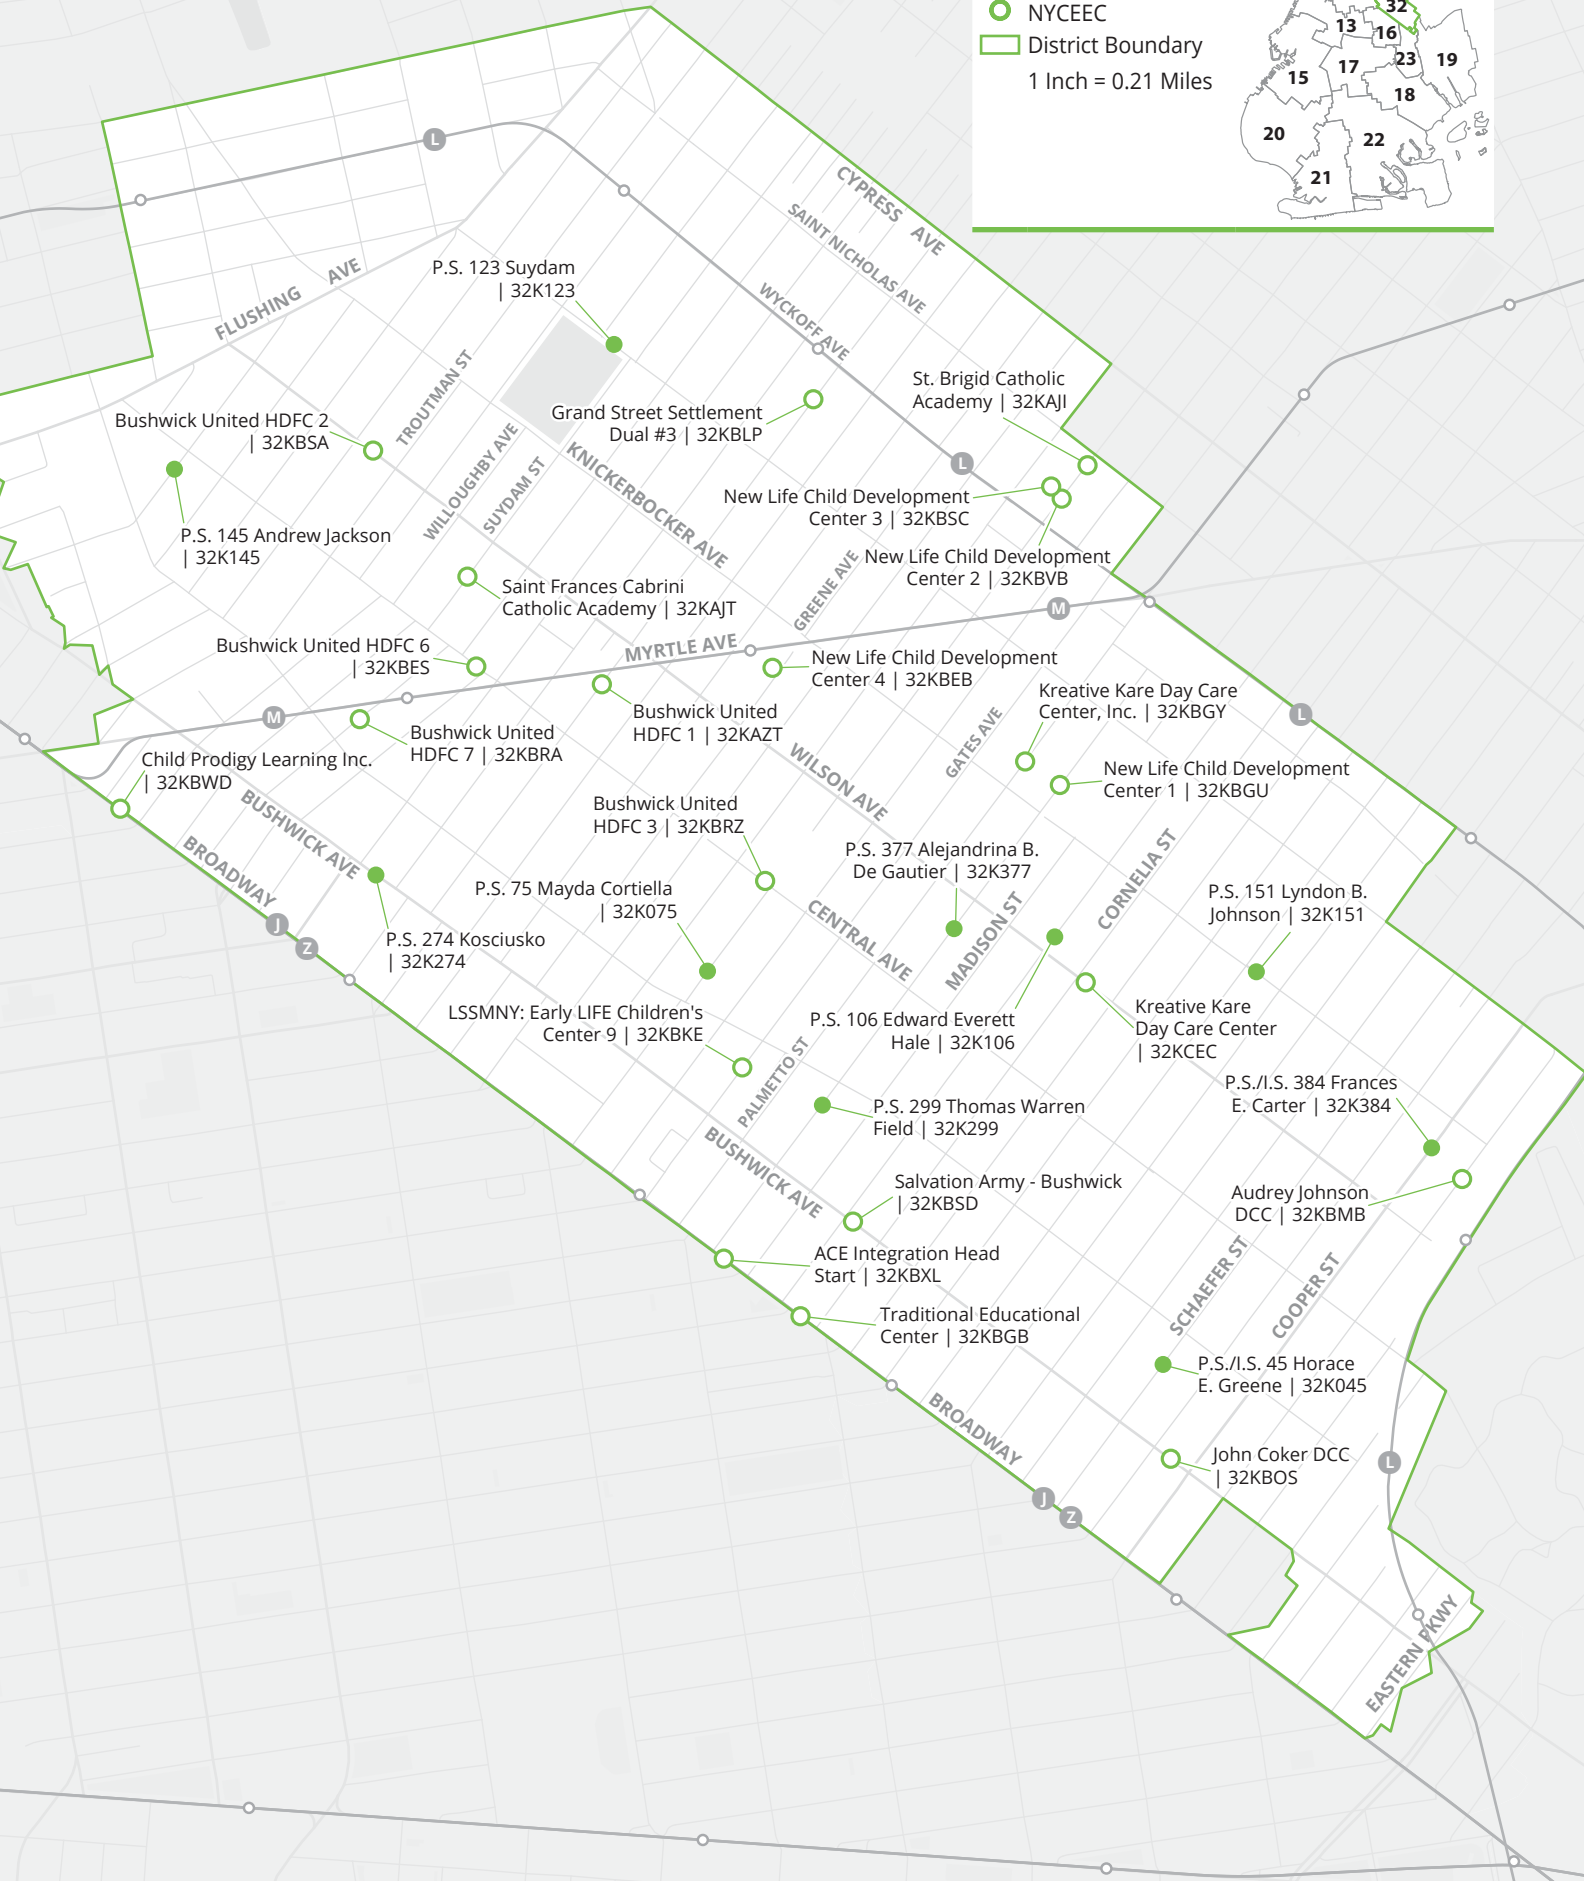 32
NYCEEC
13
16
District Boundary
23
19
17
15
1 Inch = 0.21 Miles
18
20
22
21
L
CYPRESS AVE
SAINT NICHOLAS AVE
FLUSHING AVE
P.S. 123 Suydam
| 32K123
WYCKOFF AVE
TROUTMAN ST
St. Brigid Catholic
Academy | 32KAJI
Grand Street Settlement
Dual #3 | 32KBLP
Bushwick United HDFC 2
| 32KBSA
WILLOUGHBY AVE
SUYDAM ST
KNICKERBOCKER AVE
L
New Life Child Development
Center 3 | 32KBSC
P.S. 145 Andrew Jackson
| 32K145
New Life Child Development
Center 2 | 32KBVB
GREENE AVE
Saint Frances Cabrini
Catholic Academy | 32KAJT
M
MYRTLE AVE
Bushwick United HDFC 6
| 32KBES
New Life Child Development
Center 4 | 32KBEB
Kreative Kare Day Care
Center, Inc. | 32KBGY
M
L
Bushwick United
HDFC 1 | 32KAZT
Bushwick United
HDFC 7 | 32KBRA
GATES AVE
Child Prodigy Learning Inc.
| 32KBWD
New Life Child Development
Center 1 | 32KBGU
WILSON AVE
BUSHWICK AVE
Bushwick United
HDFC 3 | 32KBRZ
BROADWAY
P.S. 377 Alejandrina B.
De Gautier | 32K377
CORNELIA ST
P.S. 75 Mayda Cortiella
| 32K075
P.S. 151 Lyndon B.
Johnson | 32K151
J
Z
CENTRAL AVE
MADISON ST
P.S. 274 Kosciusko
| 32K274
LSSMNY: Early LIFE Children's
Center 9 | 32KBKE
P.S. 106 Edward Everett
Hale | 32K106
Kreative Kare
Day Care Center
| 32KCEC
PALMETTO ST
P.S./I.S. 384 Frances
E. Carter | 32K384
P.S. 299 Thomas Warren
Field | 32K299
BUSHWICK AVE
Salvation Army - Bushwick
| 32KBSD
Audrey Johnson
DCC | 32KBMB
ACE Integration Head
Start | 32KBXL
SCHAEFER ST
COOPER ST
Traditional Educational
Center | 32KBGB
P.S./I.S. 45 Horace
E. Greene | 32K045
BROADWAY
John Coker DCC
| 32KBOS
L
J
Z
EASTERN PKWY